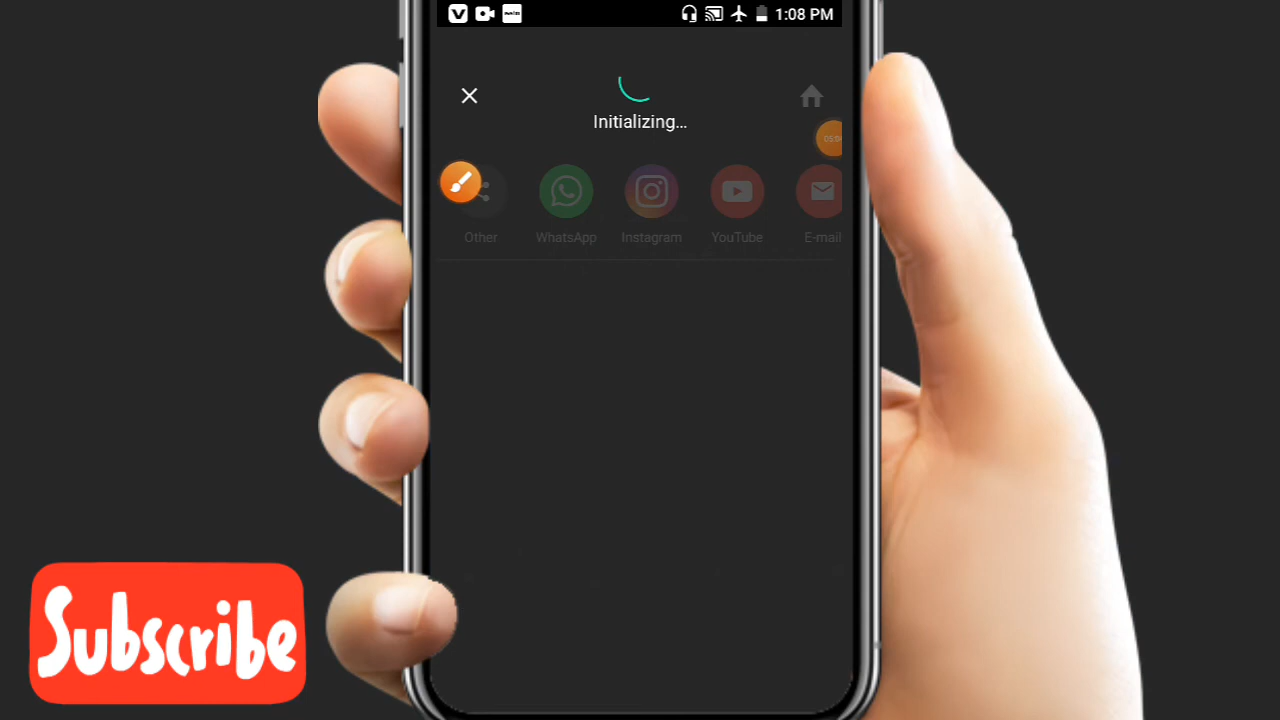 1:08 PM
Initializing...
Other
WhatsApp
Instagram
YouTube
E-mail
Subscribe